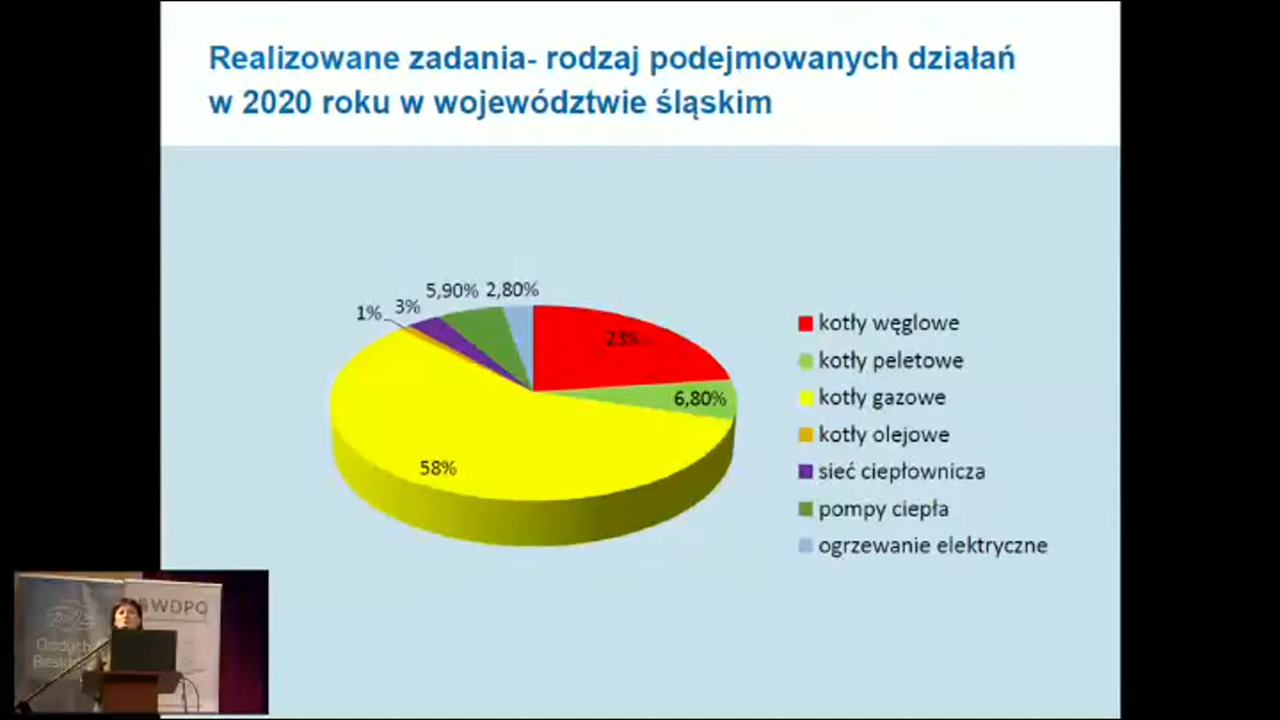 Realizowane zadania- rodzaj podejmowanych działań
w 2020 roku w województwie śląskim
1%
3%
5,90%
2,80%
23%
6,80%
58%
kotły węglowe
kotły peletowe
kotły gazowe
kotły olejowe
sieć ciepłownicza
pompy ciepła
ogrzewanie elektryczne